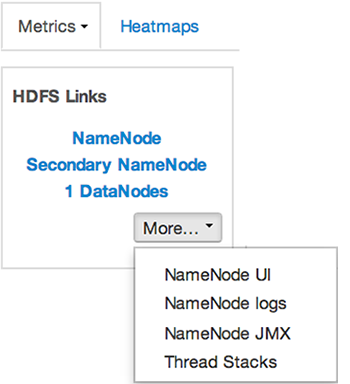 Metrics Heatmaps
HDFS Links
NameNode
Secondary NameNode
1 DataNodes
More...
NameNode UI
NameNode logs
NameNode JMX
Thread Stacks